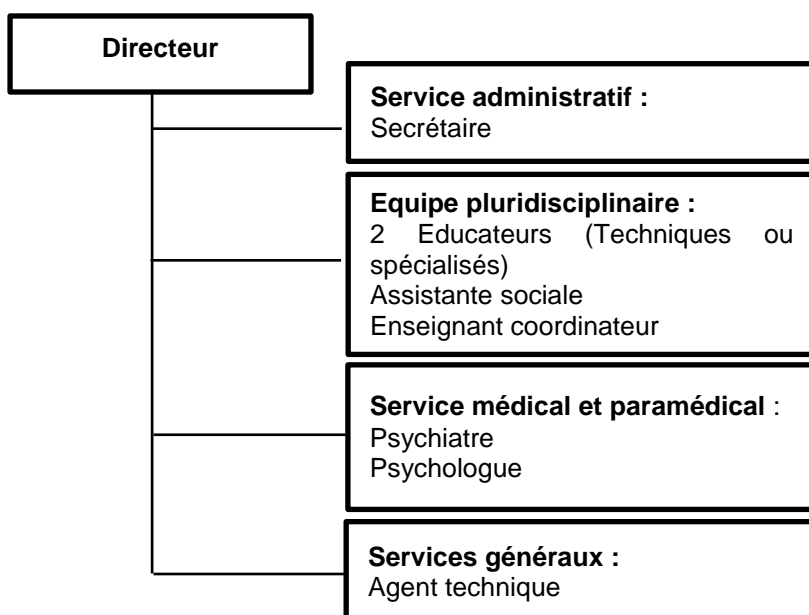 Directeur
Service administratif :
Secrétaire
Equipe pluridisciplinaire :
2 Educateurs (Techniques ou
spécialisés)
Assistante sociale
Enseignant coordinateur
Service médical et paramédical :
Psychiatre
Psychologue
Services généraux :
Agent technique